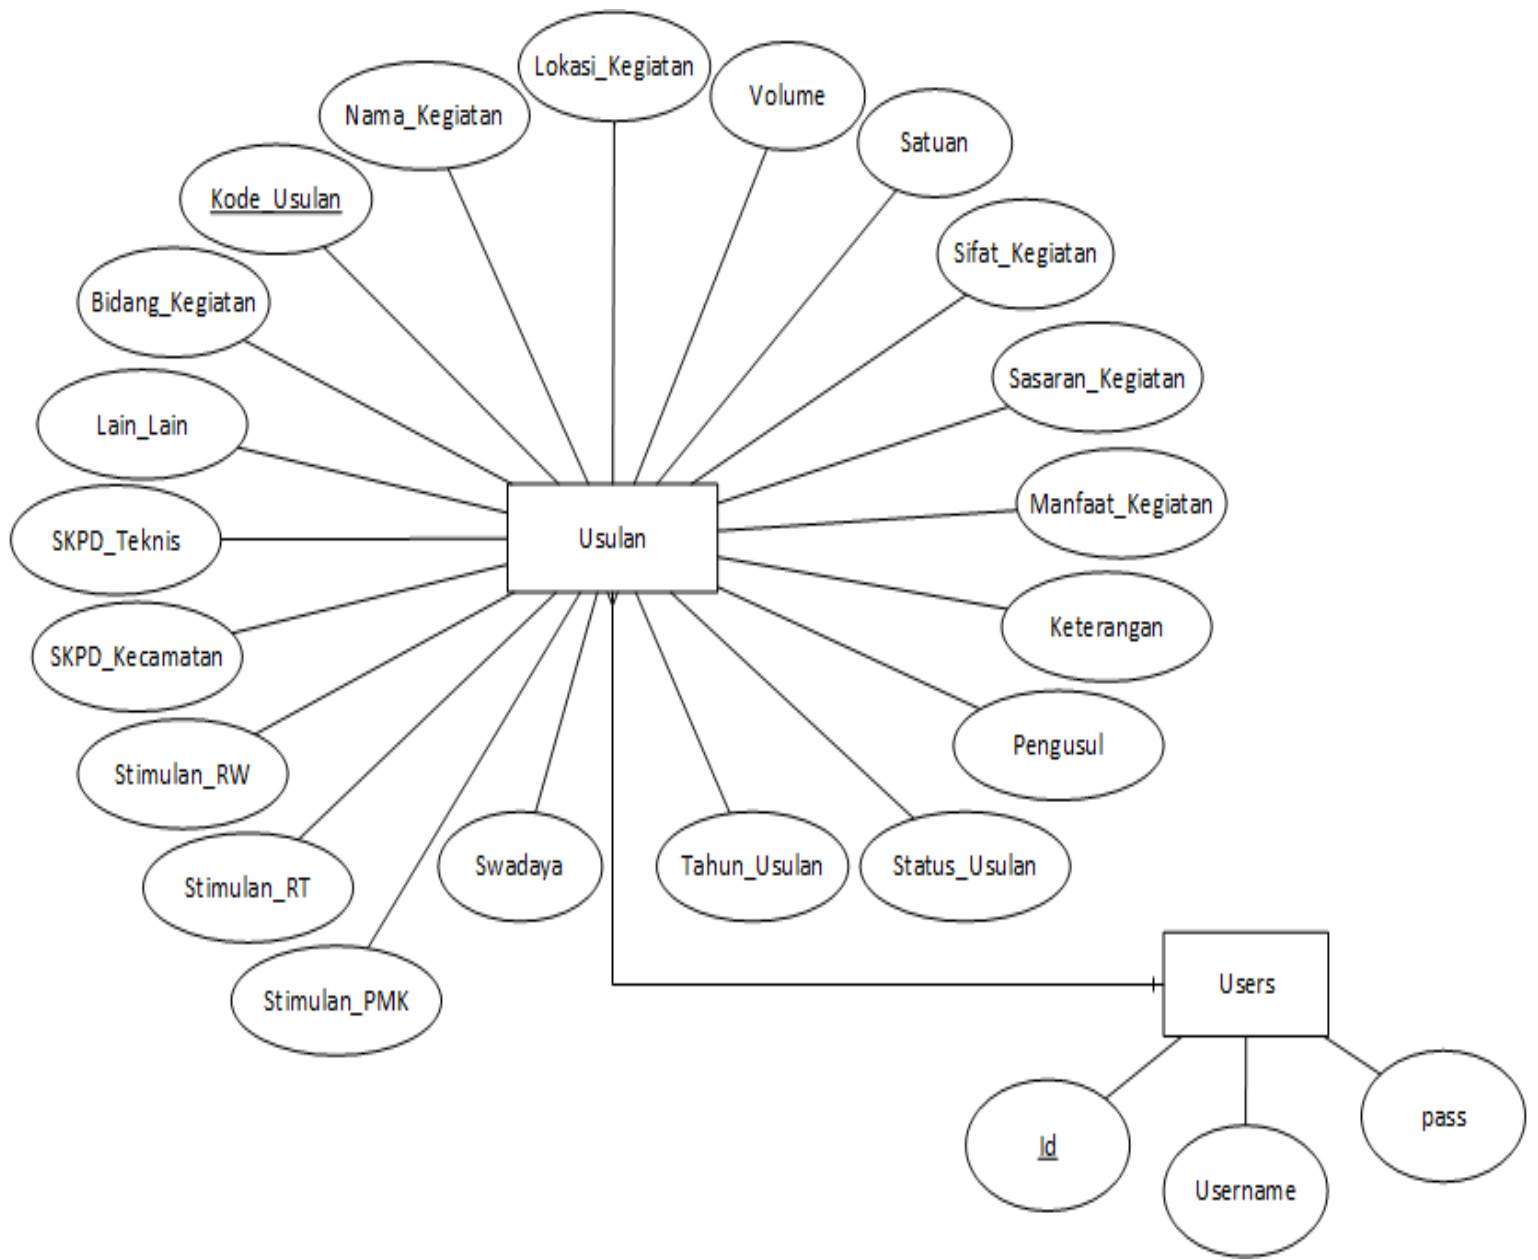 Lokasi_Kegiatan
Volume
Nama_Kegiatan
Satuan
Kode_Usulan
Sifat_Kegiatan
Bidang_Kegiatan
Sasaran_Kegiatan
Lain_Lain
Manfaat_Kegiatan
SKPD_Teknis
Usulan
Keterangan
SKPD_Kecamatan
Pengusul
Stimulan_RW
Swadaya
Tahun_Usulan
Status_Usulan
Stimulan_RT
Users
Stimulan_PMK
pass
Id
Username